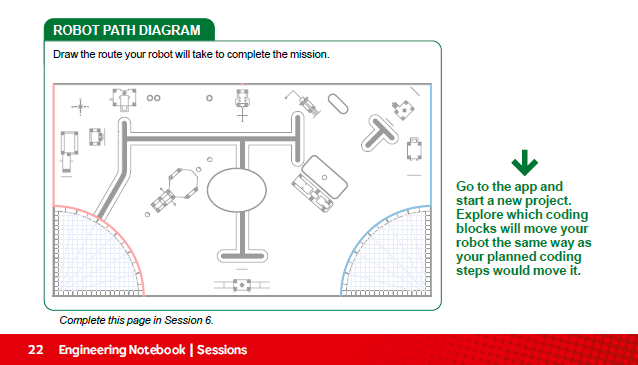 ROBOT PATH DIAGRAM
Draw the route your robot will take to complete the mission.
Go to the app and
start a new project.
Explore which coding
blocks will move your
robot the same way as
your planned coding
steps would move it.
Complete this page in Session 6.
22 Engineering Notebook | Sessions